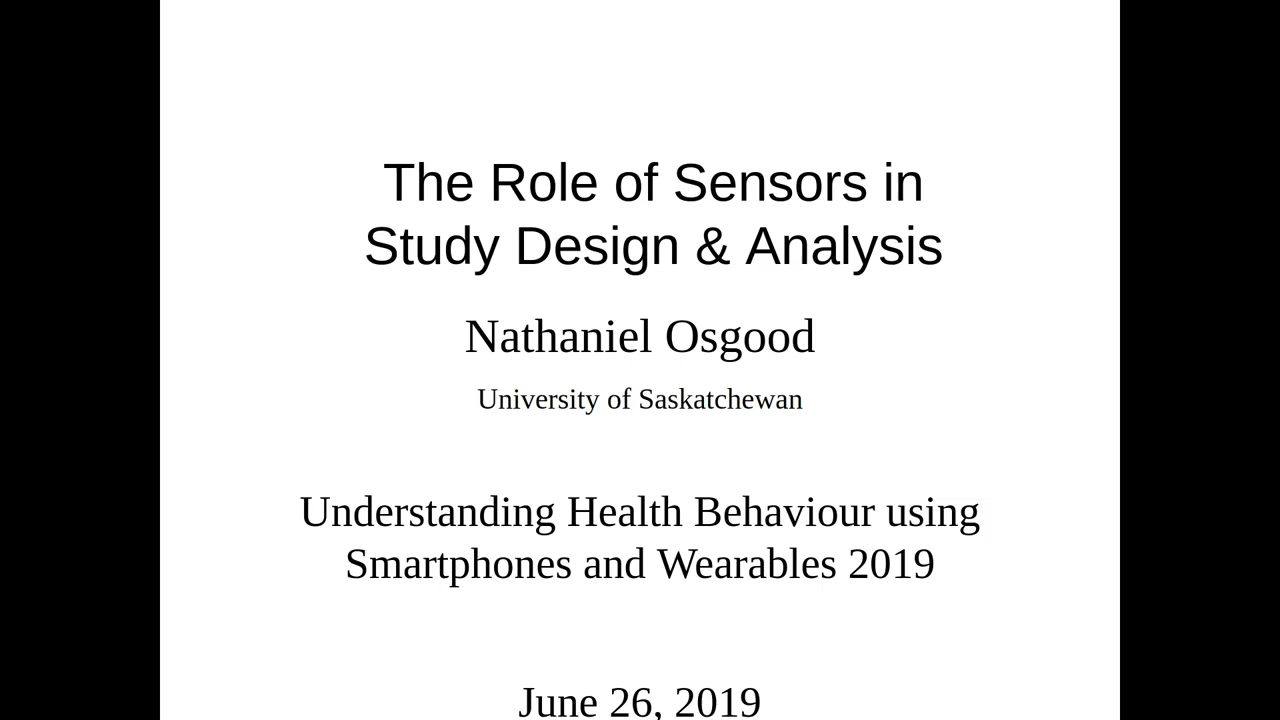 The Role of Sensors in
Study Design & Analysis
Nathaniel Osgood
University of Saskatchewan
Understanding Health Behaviour using
Smartphones and Wearables 2019
June 26, 2019